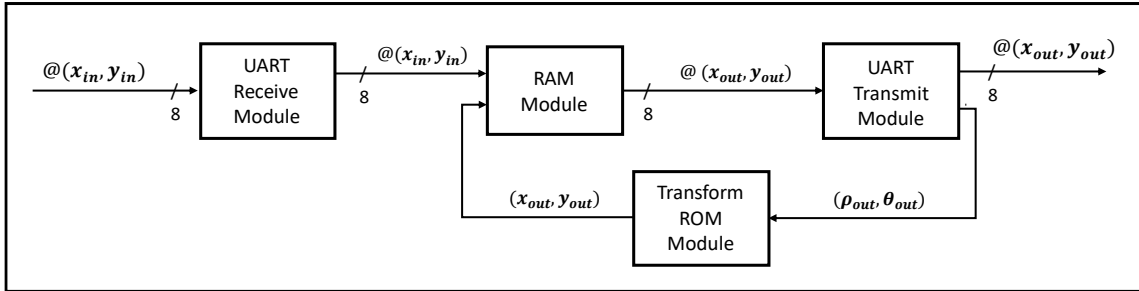 @(x_in, y_in)
8
UART
Receive
Module
@(x_in, y_in)
8
RAM
Module
@ (x_out, y_out)
8
UART
Transmit
Module
@(x_out, y_out)
8
(x_out, y_out)
Transform
ROM
Module
(ρ_out, θ_out)